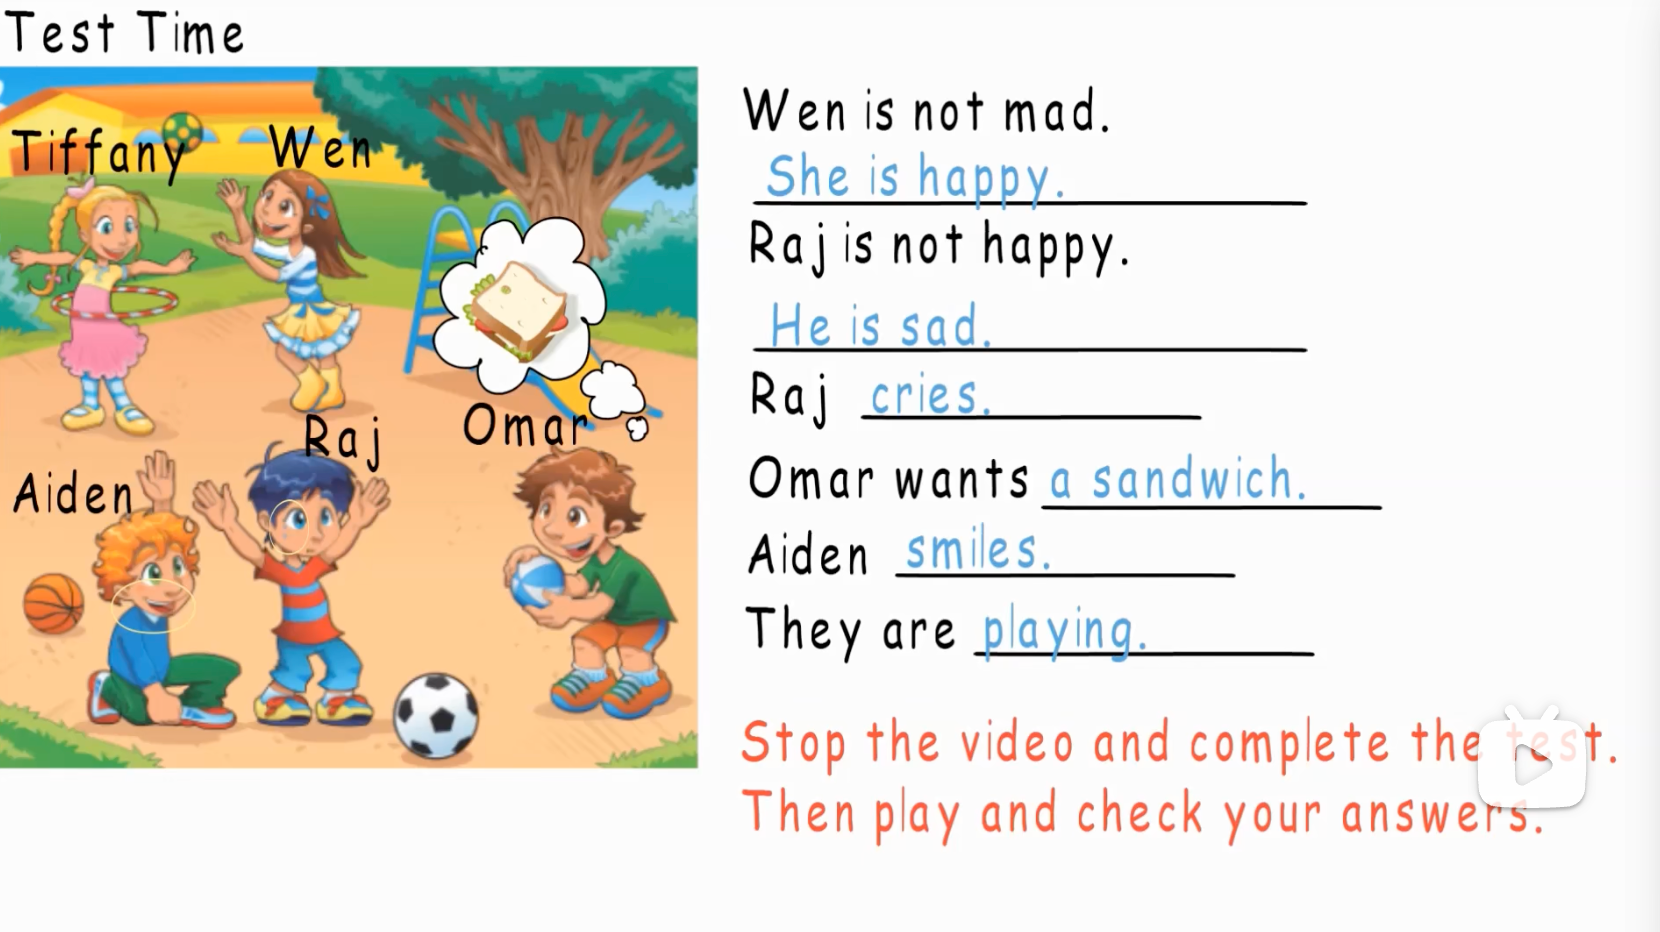 Test Time
Tiffany
Wen
Raj
Omar
Aiden
Wen is not mad.
She is happy.
Raj is not happy.
He is sad.
Raj cries.
Omar wants a sandwich.
Aiden smiles.
They are playing.
Stop the video and complete the test.
Then play and check your answers.